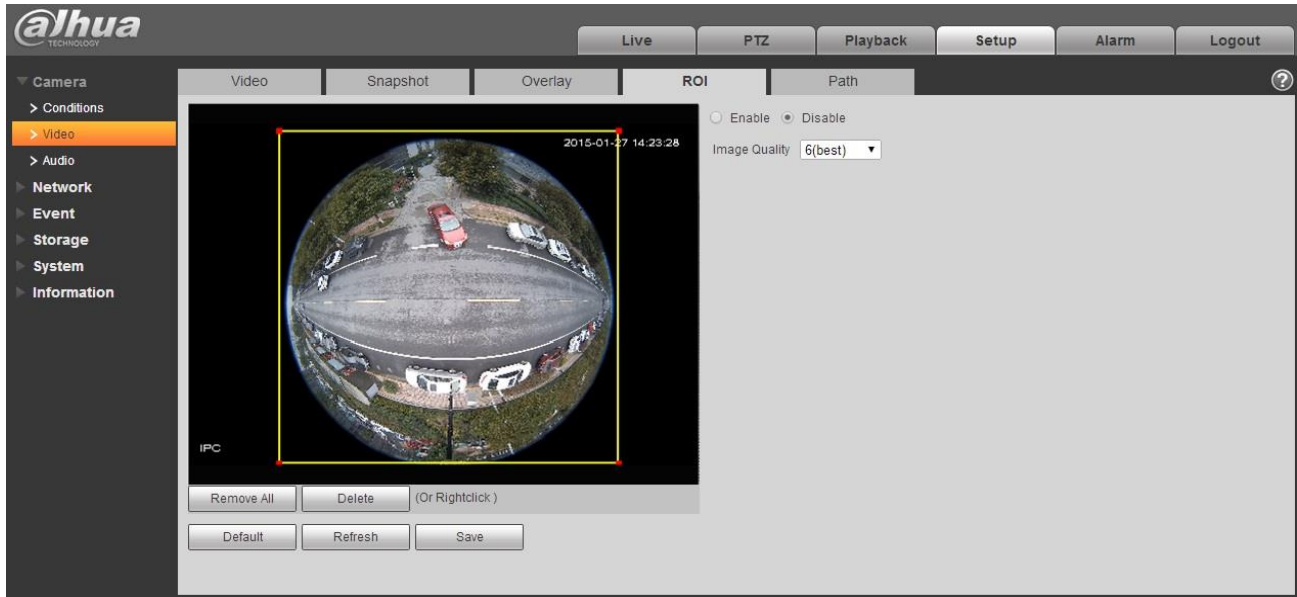 alhua
TECHNOLOGY
Live
PTZ
Playback
Setup
Alarm
Logout
Camera
> Conditions
> Video
> Audio
Network
Event
Storage
System
Information
Video
Snapshot
Overlay
ROI
Path
?
2015-01-27 14:23:28
IPC
Enable Disable
Image Quality 6(best)
Remove All Delete (Or Rightclick )
Default Refresh Save